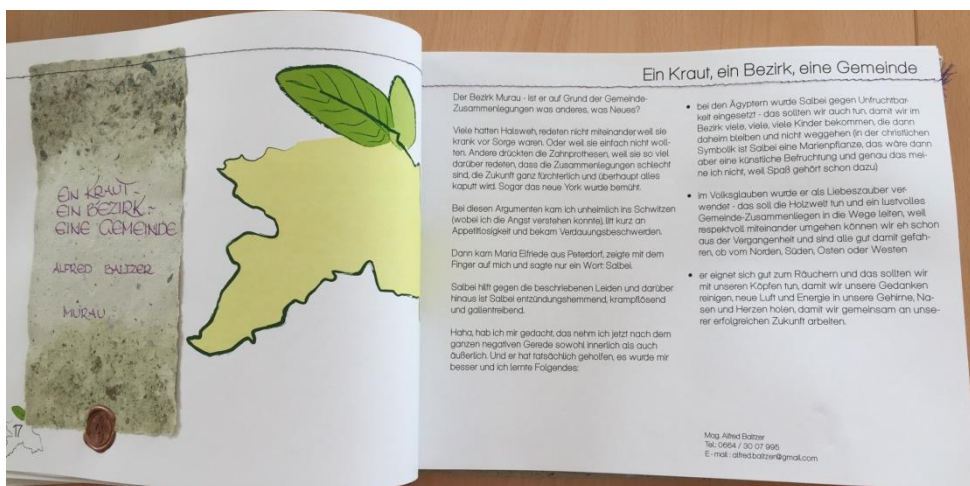 EIN KRAUT -
EIN BEZIRK -
EINE GEMEINDE
ALFRED BALTZER
MURAU
17
Ein Kraut, ein Bezirk, eine Gemeinde
Der Bezirk Murau - ist er auf Grund der Gemeinde-
Zusammenlegungen was anderes, was Neues?
Viele hatten Halsweh, redeten nicht miteinander weil sie
krank vor Sorge waren. Oder weil sie einfach nicht woll-
ten. Andere drückten die Zahnprothesen, weil sie so viel
darüber redeten, dass die Zusammenlegungen schlecht
sind, die Zukunft ganz fürchterlich und überhaupt alles
kaputt wird. Sogar das neue York wurde bemüht.
Bei diesen Argumenten kam ich unheimlich ins Schwitzen
(wobei ich die Angst verstehen konnte), litt kurz an
Appetitlosigkeit und bekam Verdauungsbeschwerden.
Dann kam Maria Elfriede aus Peterdorf, zeigte mit dem
Finger auf mich und sagte nur ein Wort: Salbei.
Salbei hilft gegen die beschriebenen Leiden und darüber
hinaus ist Salbei entzündungshemmend, krampflösend
und gallentreibend.
Haha, hab ich mir gedacht, das nehm ich jetzt nach dem
ganzen negativen Gerede sowohl innerlich als auch
äußerlich. Und er hat tatsächlich geholfen, es wurde mir
besser und ich lernte Folgendes:
• bei den Ägyptern wurde Salbei gegen Unfruchtbar-
keit eingesetzt - das sollten wir auch tun, damit wir im
Bezirk viele, viele, viele Kinder bekommen, die dann
daheim bleiben und nicht weggehen (in der christlichen
Symbolik ist Salbei eine Marienpflanze, das wäre dann
aber eine künstliche Befruchtung und genau das mei-
ne ich nicht, weil Spaß gehört schon dazu)
• im Volksglauben wurde er als Liebeszauber ver-
wendet - das soll die Holzwelt tun und ein lustvolles
Gemeinde-Zusammenliegen in die Wege leiten, weil
respektvoll miteinander umgehen können wir eh schon
aus der Vergangenheit und sind alle gut damit gefah-
ren, ob vom Norden, Süden, Osten oder Westen
• er eignet sich gut zum Räuchern und das sollten wir
mit unseren Köpfen tun, damit wir unsere Gedanken
reinigen, neue Luft und Energie in unsere Gehirne, Na-
sen und Herzen holen, damit wir gemeinsam an unse-
rer erfolgreichen Zukunft arbeiten.
Mag. Alfred Baltzer
Tel.: 0664 / 30 07 995
E-mail.: alfred.baltzer@gmail.com